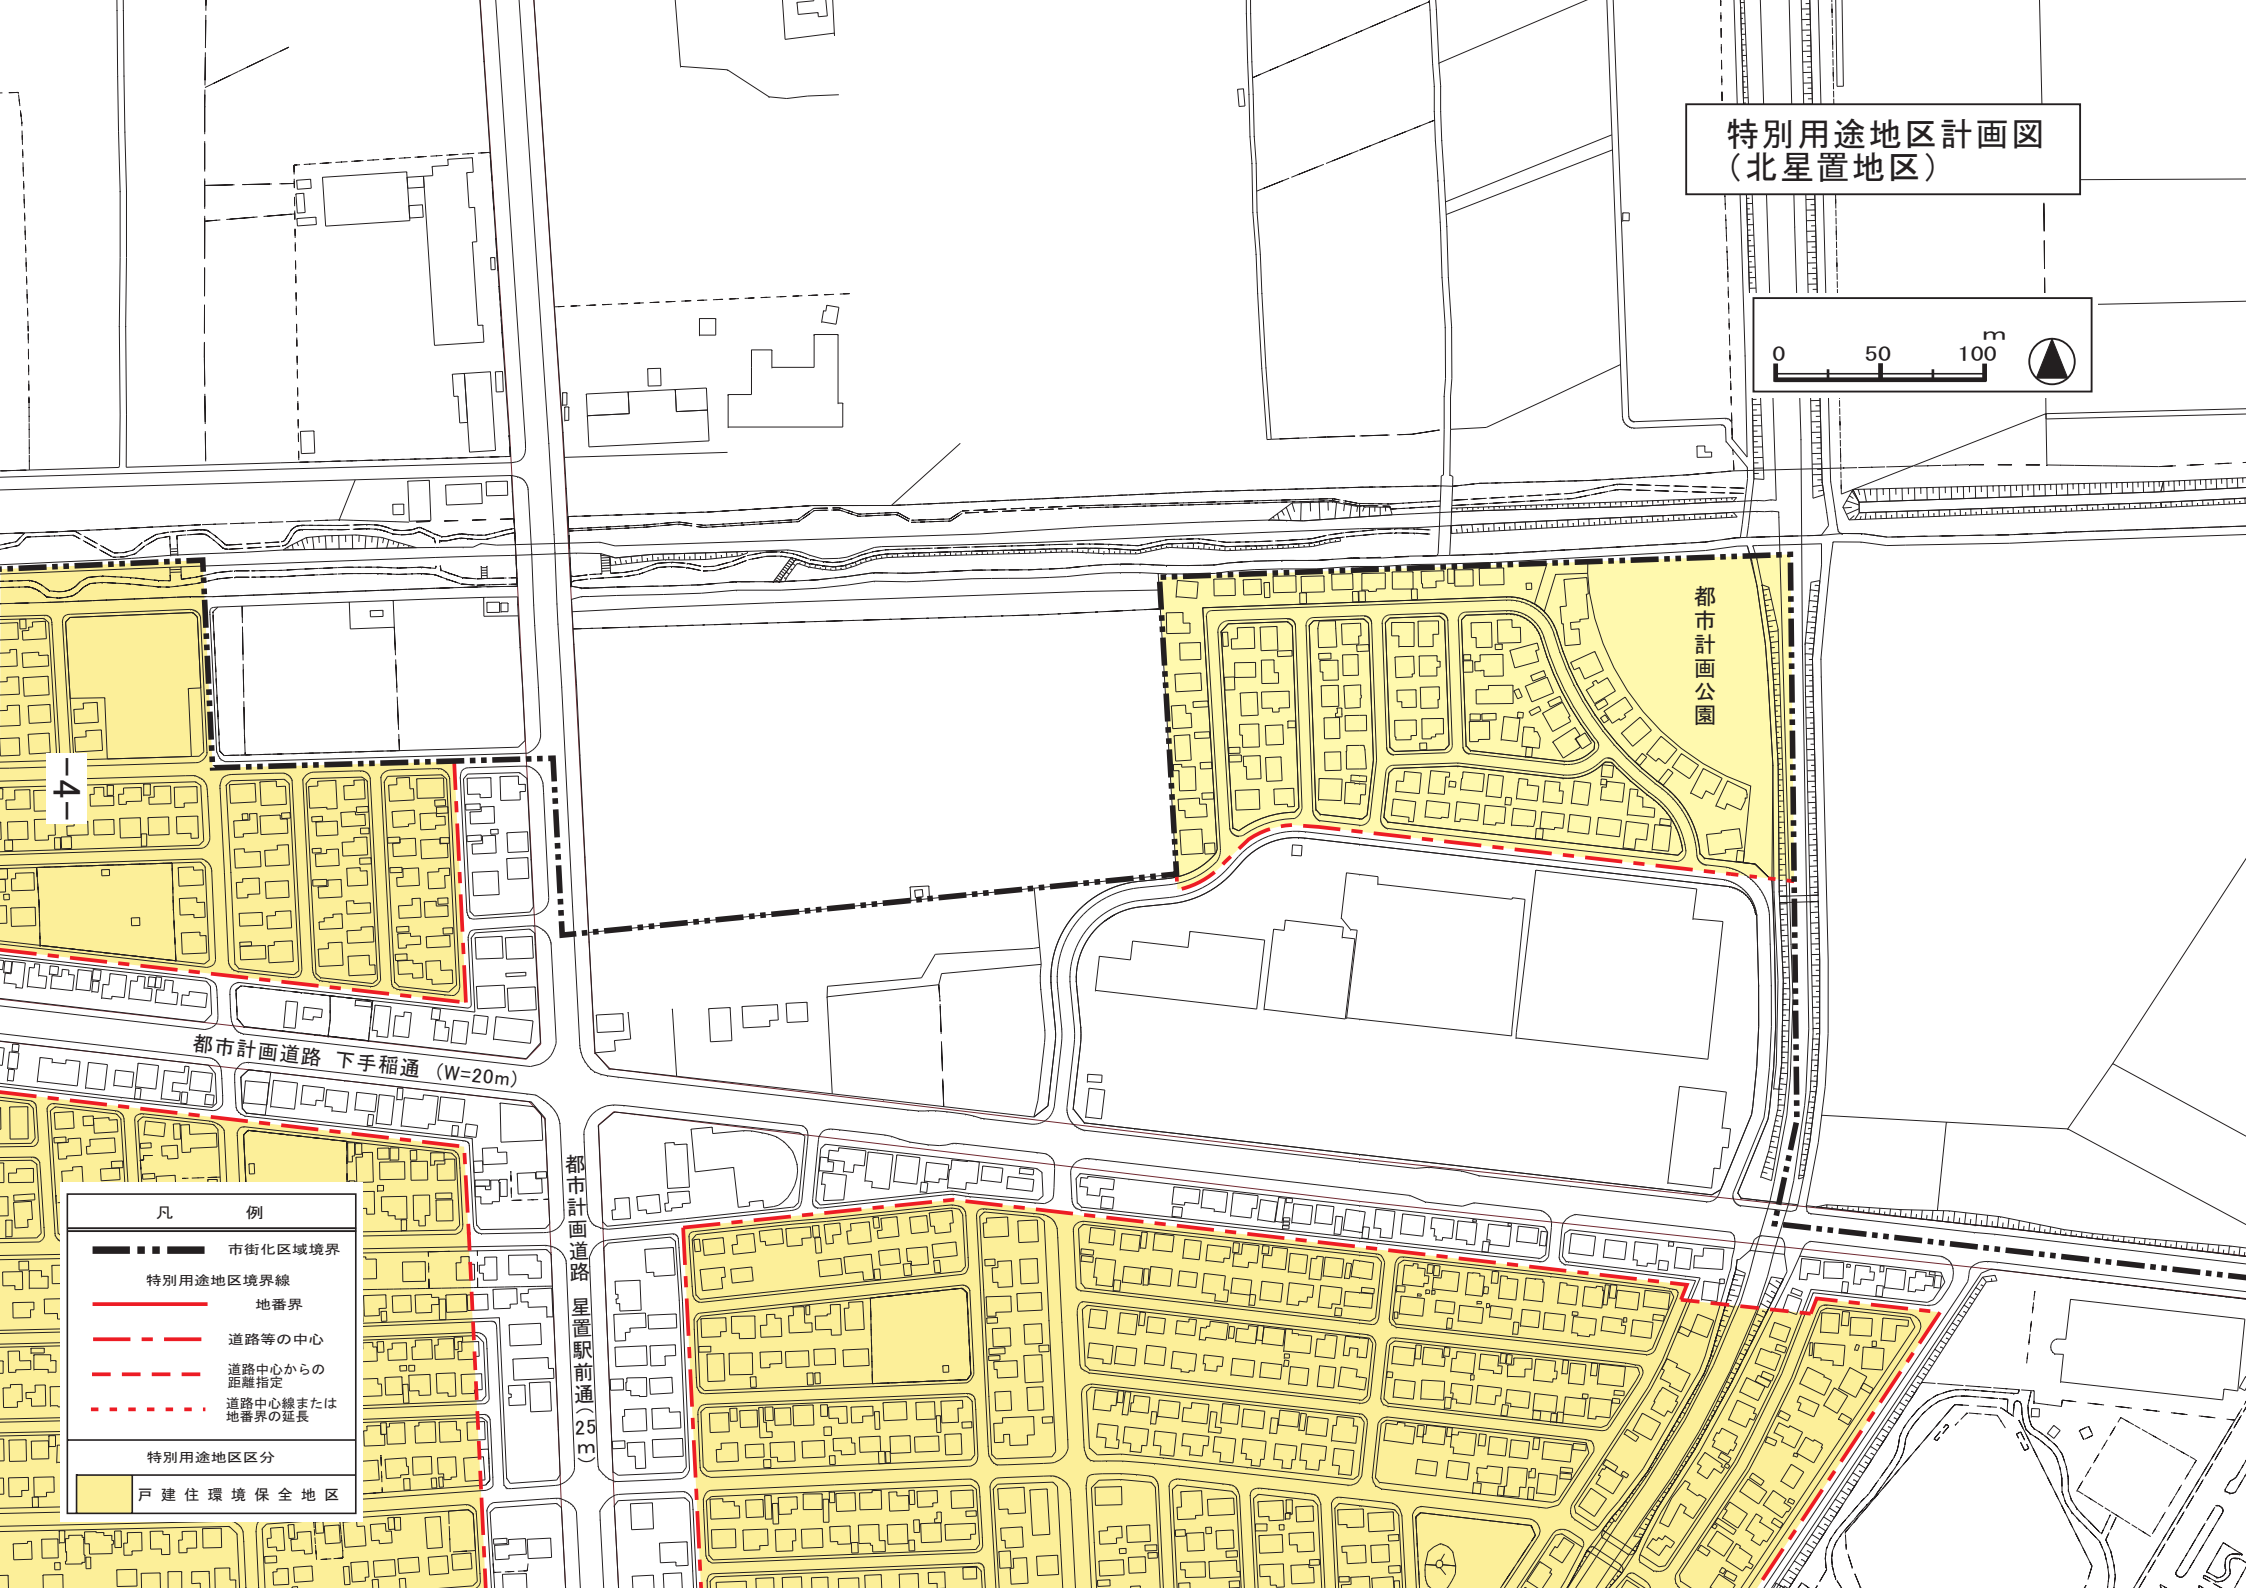 特別用途地区計画図
（北星置地区）
0 50 100 m
都市計画公園
-4-
都市計画道路 下手稲通 （W=20m）
都市計画道路 星置駅前通（25m）
凡 例
市街化区域境界
特別用途地区境界線
地番界
道路等の中心
道路中心からの
距離指定
道路中心線または
地番界の延長
特別用途地区区分
戸建住環境保全地区